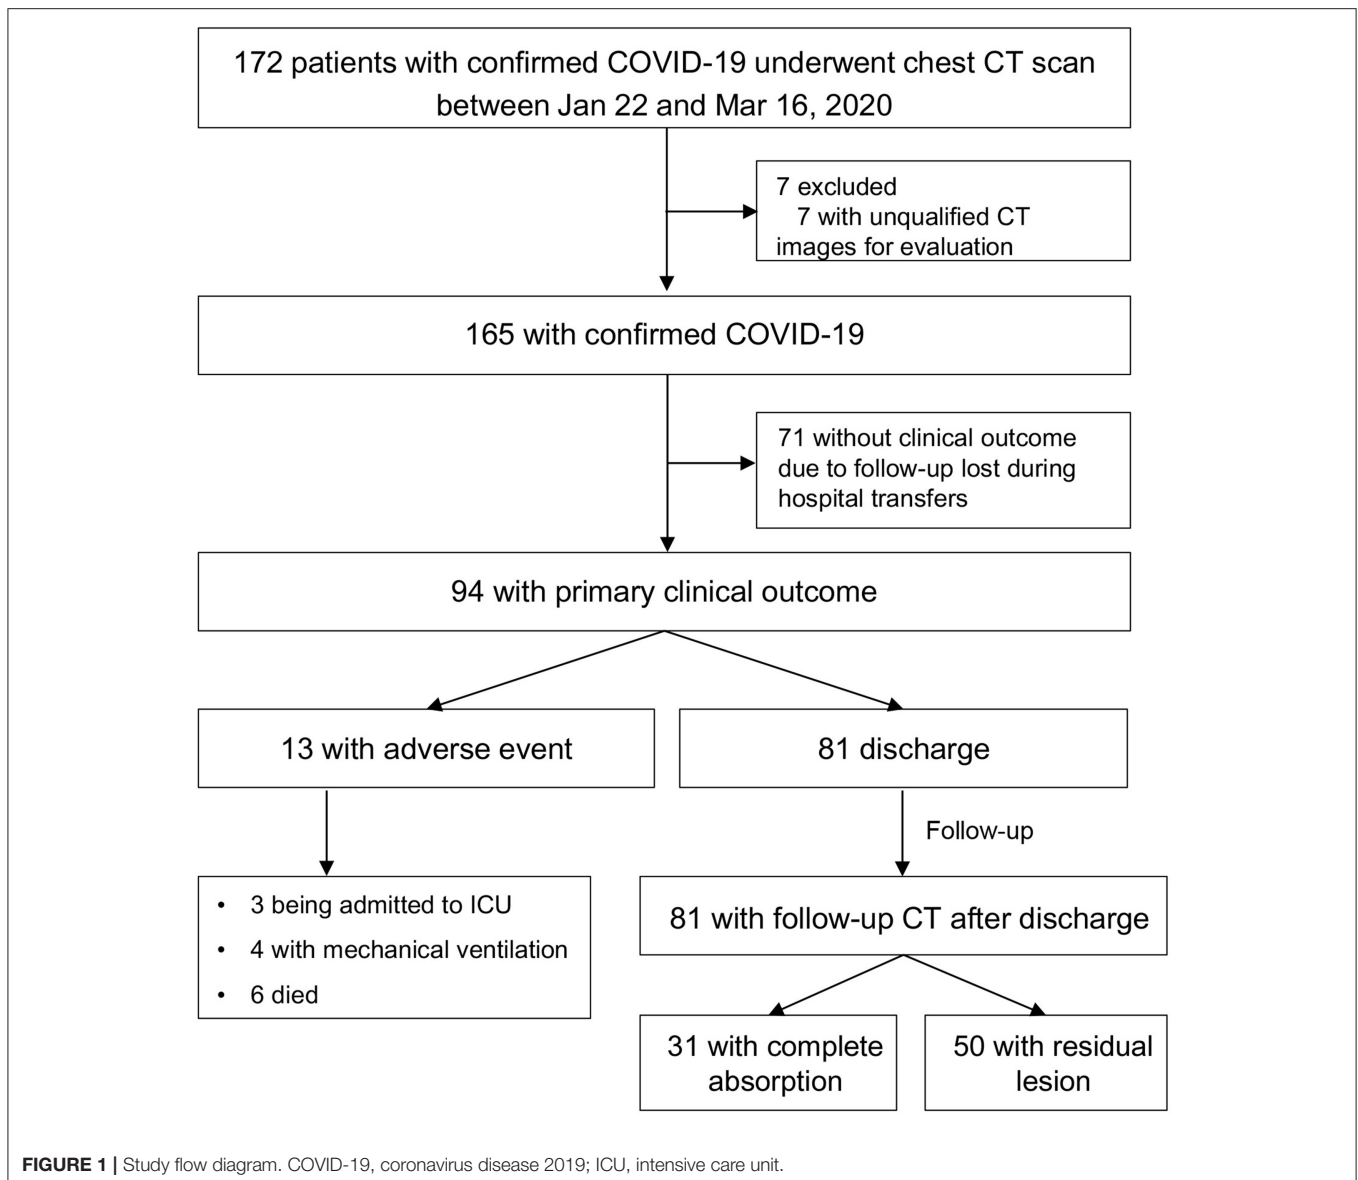 172 patients with confirmed COVID-19 underwent chest CT scan
between Jan 22 and Mar 16, 2020
7 excluded
7 with unqualified CT
images for evaluation
165 with confirmed COVID-19
71 without clinical outcome
due to follow-up lost during
hospital transfers
94 with primary clinical outcome
13 with adverse event
81 discharge
Follow-up
• 3 being admitted to ICU
• 4 with mechanical ventilation
• 6 died
81 with follow-up CT after discharge
31 with complete
absorption
50 with residual
lesion
FIGURE 1 | Study flow diagram. COVID-19, coronavirus disease 2019; ICU, intensive care unit.